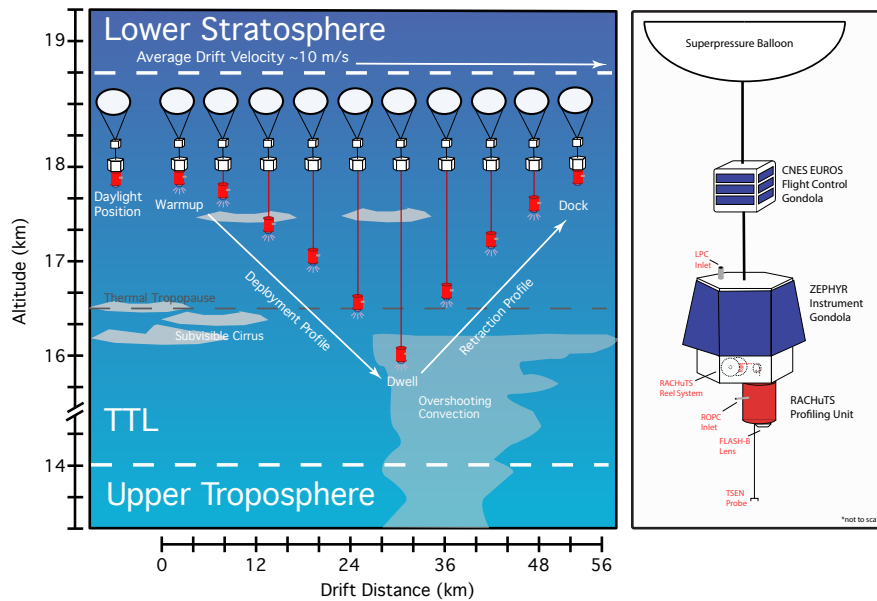 Lower Stratosphere
Average Drift Velocity ~10 m/s
Daylight
Position
Warmup
Dock
Deployment Profile
Retraction Profile
Thermal Tropopause
Subvisible Cirrus
Dwell
Overshooting
Convection
TTL
Upper Troposphere
19
18
17
16
14
Altitude (km)
0
12
24
36
48
56
Drift Distance (km)
Superpressure Balloon
CNES EUROS
Flight Control
Gondola
LPC
Inlet
ZEPHYR
Instrument
Gondola
RACHuTS
Reel System
RACHuTS
Profiling Unit
ROPC
Inlet
FLASH-B
Lens
TSEN
Probe
*not to sca